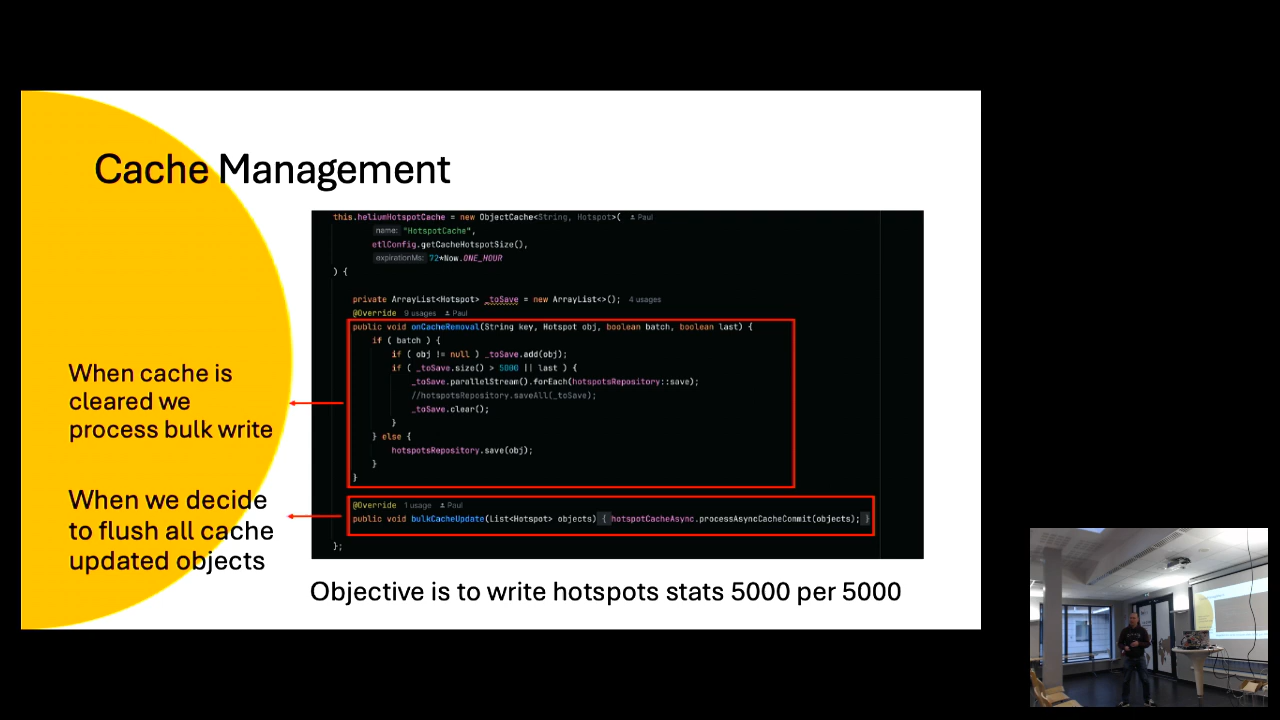 Cache Management
this.heliumHotspotCache = new ObjectCache<String, Hotspot>( Paul
name: "HotspotCache",
etlConfig.getCacheHotspotSize(),
expirationMs: 72*Now.ONE_HOUR
) {
private ArrayList<Hotspot> _toSave = new ArrayList<>(); 4 usages
@Override 9 usages Paul
public void onCacheRemoval(String key, Hotspot obj, boolean batch, boolean last) {
if ( batch ) {
if ( obj != null ) _toSave.add(obj);
if ( _toSave.size() > 5000 || last ) {
_toSave.parallelStream().forEach(hotspotsRepository::save);
//hotspotsRepository.saveAll(_toSave);
_toSave.clear();
}
} else {
hotspotsRepository.save(obj);
}
}
@Override 1 usage Paul
public void bulkCacheUpdate(List<Hotspot> objects) { hotspotCacheAsync.processAsyncCacheCommit(objects); }
};
When cache is
cleared we
process bulk write
When we decide
to flush all cache
updated objects
Objective is to write hotspots stats 5000 per 5000